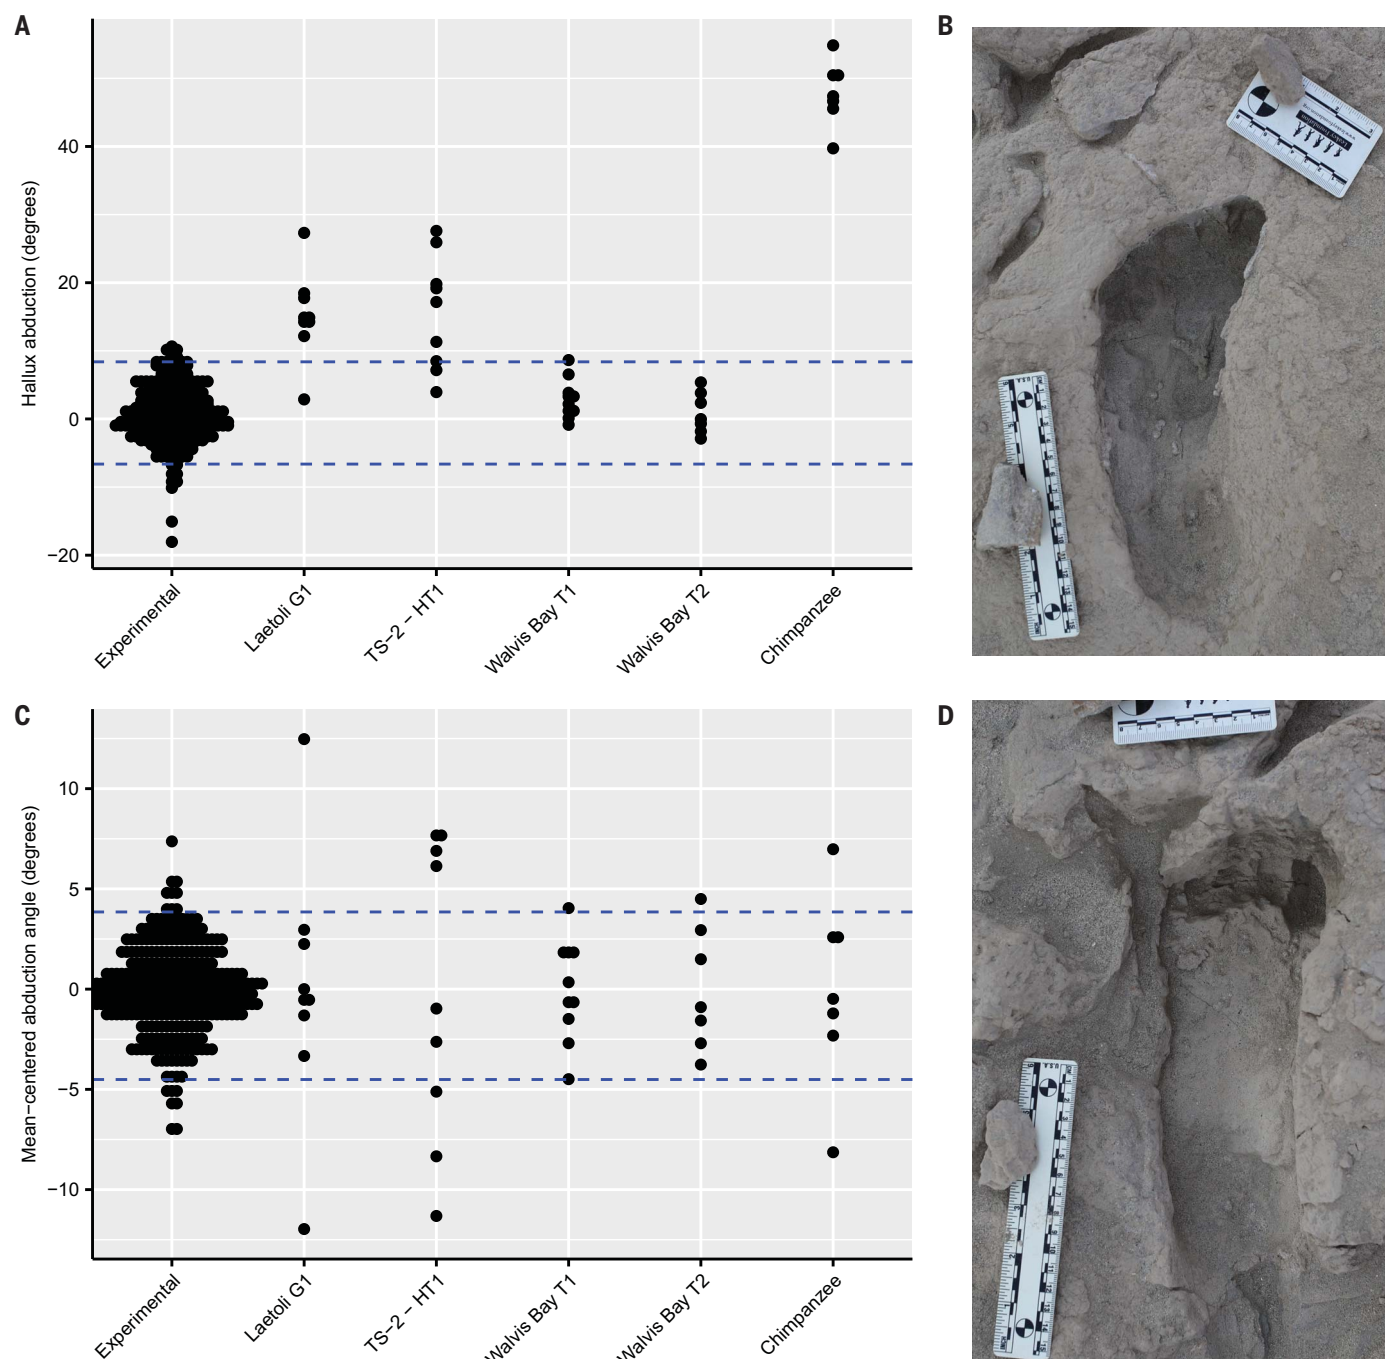 A
Hallux abduction (degrees)
40
20
0
−20
Experimental
Laetoli G1
TS−2 − HT1
Walvis Bay T1
Walvis Bay T2
Chimpanzee
B
C
Mean−centered abduction angle (degrees)
10
5
0
−5
−10
Experimental
Laetoli G1
TS−2 − HT1
Walvis Bay T1
Walvis Bay T2
Chimpanzee
D